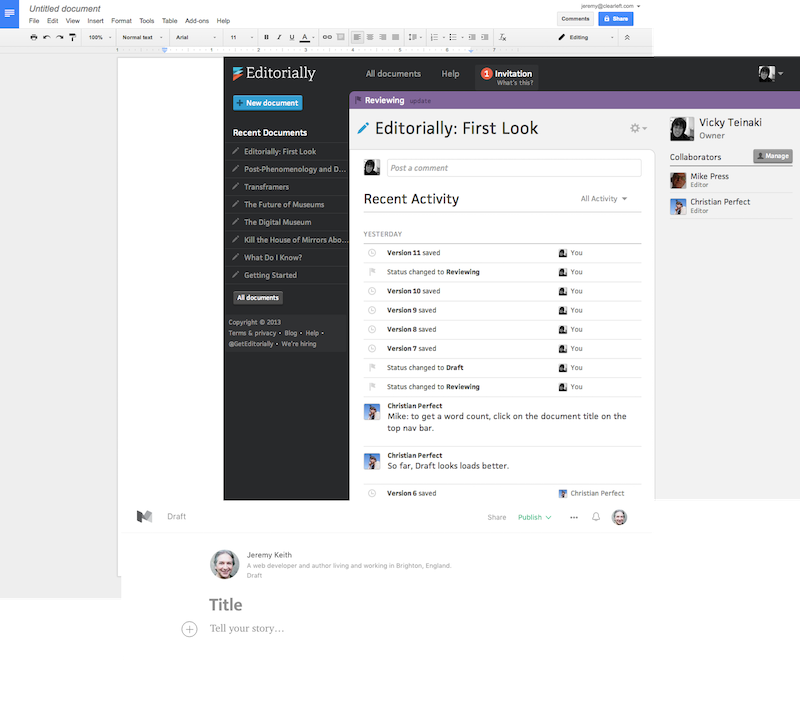 Untitled document
jeremy@clearleft.com
File Edit View Insert Format Tools Table Add-ons Help
Comments Share
100% Normal text Arial 11 B I U A Editing
1 1 2 3 4 5 6 7
Editorially
All documents Help 1 Invitation
What's this?
+ New document
Reviewing update
Editorially: First Look
Vicky Teinaki
Owner
Recent Documents
Editorially: First Look
Post-Phenomenology and D...
Transframers
The Future of Museums
The Digital Museum
Kill the House of Mirrors Abo...
What Do I Know?
Getting Started
All documents
Copyright © 2013
Terms & privacy • Blog • Help •
@GetEditorially • We're hiring
Post a comment
Collaborators Manage
Mike Press
Editor
Christian Perfect
Editor
Recent Activity All Activity
YESTERDAY
Version 11 saved You
Status changed to Reviewing You
Version 10 saved You
Version 9 saved You
Version 8 saved You
Version 7 saved You
Status changed to Draft You
Status changed to Reviewing You
Christian Perfect
Mike: to get a word count, click on the document title on the
top nav bar.
Christian Perfect
So far, Draft looks loads better.
Version 6 saved Christian Perfect
Draft Share Publish
Jeremy Keith
A web developer and author living and working in Brighton, England.
Draft
Title
Tell your story…